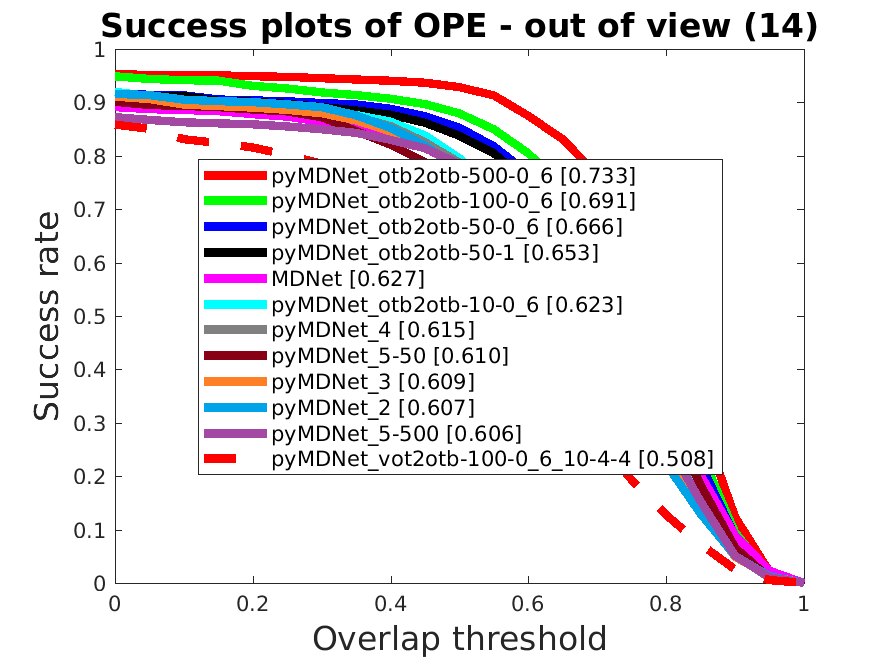 Success plots of OPE - out of view (14)
1
0.9
0.8
0.7
0.6
0.5
0.4
0.3
0.2
0.1
0
Success rate
pyMDNet_otb2otb-500-0_6 [0.733]
pyMDNet_otb2otb-100-0_6 [0.691]
pyMDNet_otb2otb-50-0_6 [0.666]
pyMDNet_otb2otb-50-1 [0.653]
MDNet [0.627]
pyMDNet_otb2otb-10-0_6 [0.623]
pyMDNet_4 [0.615]
pyMDNet_5-50 [0.610]
pyMDNet_3 [0.609]
pyMDNet_2 [0.607]
pyMDNet_5-500 [0.606]
pyMDNet_vot2otb-100-0_6_10-4-4 [0.508]
0 0.2 0.4 0.6 0.8 1
Overlap threshold